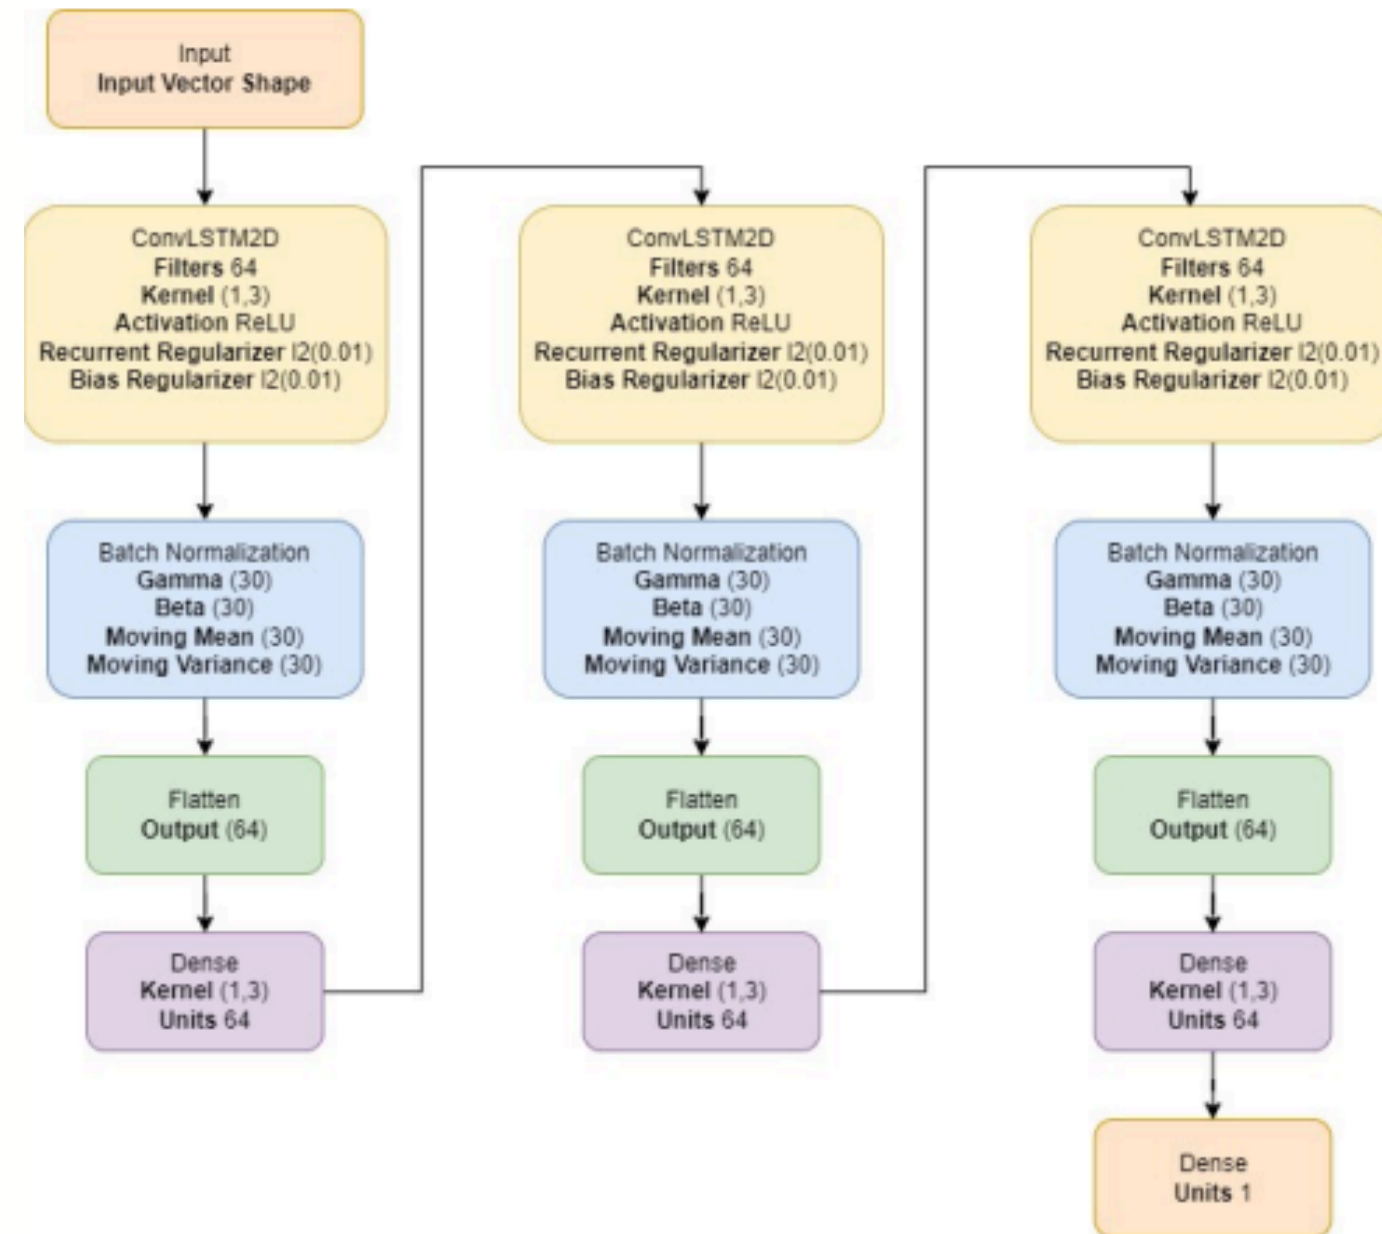 Input
Input Vector Shape
ConvLSTM2D
Filters 64
Kernel (1,3)
Activation ReLU
Recurrent Regularizer l2(0.01)
Bias Regularizer l2(0.01)
Batch Normalization
Gamma (30)
Beta (30)
Moving Mean (30)
Moving Variance (30)
Flatten
Output (64)
Dense
Kernel (1,3)
Units 64
ConvLSTM2D
Filters 64
Kernel (1,3)
Activation ReLU
Recurrent Regularizer l2(0.01)
Bias Regularizer l2(0.01)
Batch Normalization
Gamma (30)
Beta (30)
Moving Mean (30)
Moving Variance (30)
Flatten
Output (64)
Dense
Kernel (1,3)
Units 64
ConvLSTM2D
Filters 64
Kernel (1,3)
Activation ReLU
Recurrent Regularizer l2(0.01)
Bias Regularizer l2(0.01)
Batch Normalization
Gamma (30)
Beta (30)
Moving Mean (30)
Moving Variance (30)
Flatten
Output (64)
Dense
Kernel (1,3)
Units 64
Dense
Units 1